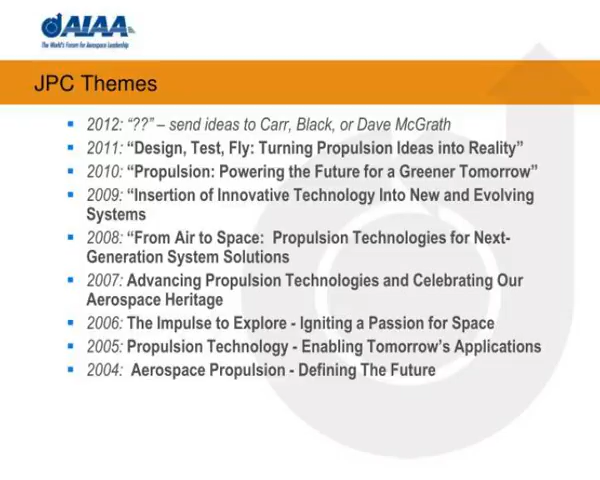 AIAA
The World's Forum for Aerospace Leadership
JPC Themes
2012: “??” – send ideas to Carr, Black, or Dave McGrath
2011: “Design, Test, Fly: Turning Propulsion Ideas into Reality”
2010: “Propulsion: Powering the Future for a Greener Tomorrow”
2009: “Insertion of Innovative Technology Into New and Evolving
Systems
2008: “From Air to Space:  Propulsion Technologies for Next-
Generation System Solutions
2007: Advancing Propulsion Technologies and Celebrating Our
Aerospace Heritage
2006: The Impulse to Explore - Igniting a Passion for Space
2005: Propulsion Technology - Enabling Tomorrow’s Applications
2004:  Aerospace Propulsion - Defining The Future